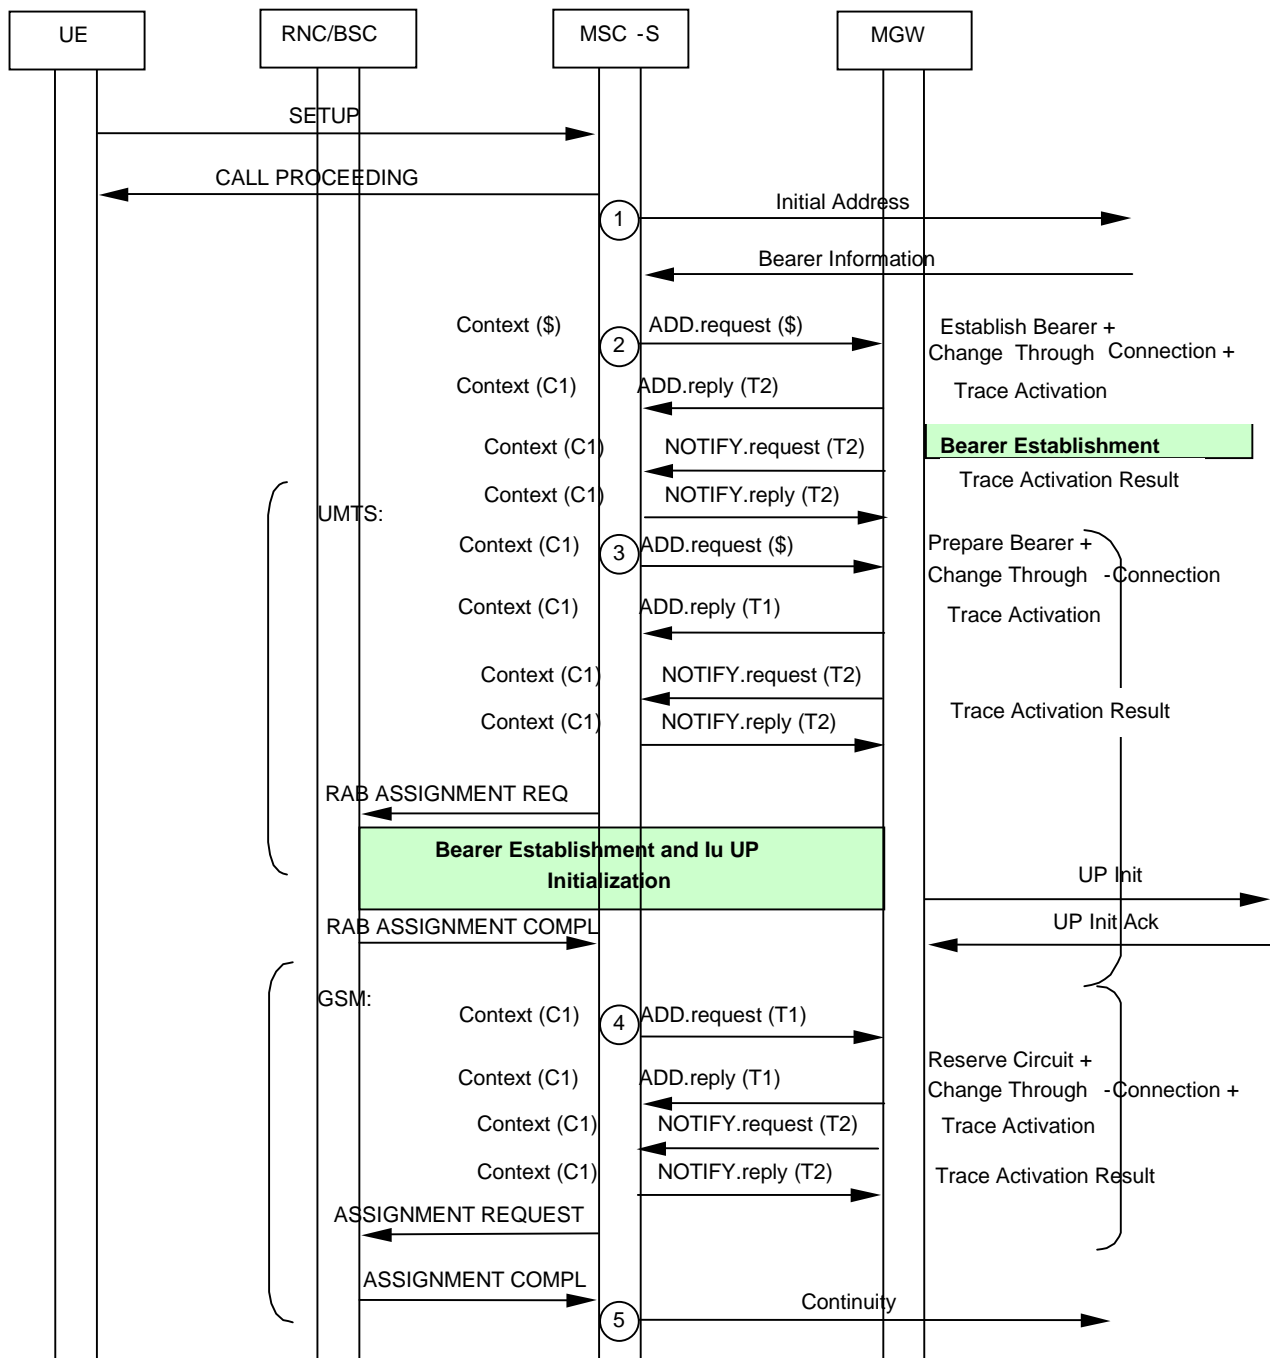 UE
RNC/BSC
MSC -S
MGW
SETUP
CALL PROCEEDING
1
Initial Address
Bearer Information
Context ($)
2
ADD.request ($)
Establish Bearer +
Change Through Connection +
Context (C1)
ADD.reply (T2)
Trace Activation
Context (C1)
NOTIFY.request (T2)
Bearer Establishment
Trace Activation Result
Context (C1)
NOTIFY.reply (T2)
UMTS:
Context (C1)
3
ADD.request ($)
Prepare Bearer +
Change Through -Connection
Context (C1)
ADD.reply (T1)
Trace Activation
Context (C1)
NOTIFY.request (T2)
Context (C1)
NOTIFY.reply (T2)
Trace Activation Result
RAB ASSIGNMENT REQ
Bearer Establishment and Iu UP
Initialization
UP Init
RAB ASSIGNMENT COMPL
UP Init Ack
GSM:
Context (C1)
4
ADD.request (T1)
Reserve Circuit +
Context (C1)
ADD.reply (T1)
Change Through -Connection +
Context (C1)
NOTIFY.request (T2)
Trace Activation
Context (C1)
NOTIFY.reply (T2)
Trace Activation Result
ASSIGNMENT REQUEST
ASSIGNMENT COMPL
5
Continuity